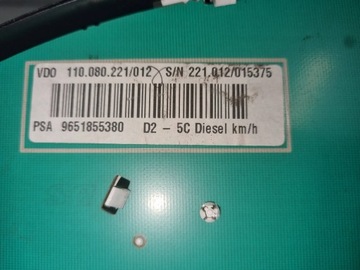 VDO 110.080.221/012 S/N 221.012/015375
PSA 9651855380 D2 - 5C Diesel km/h